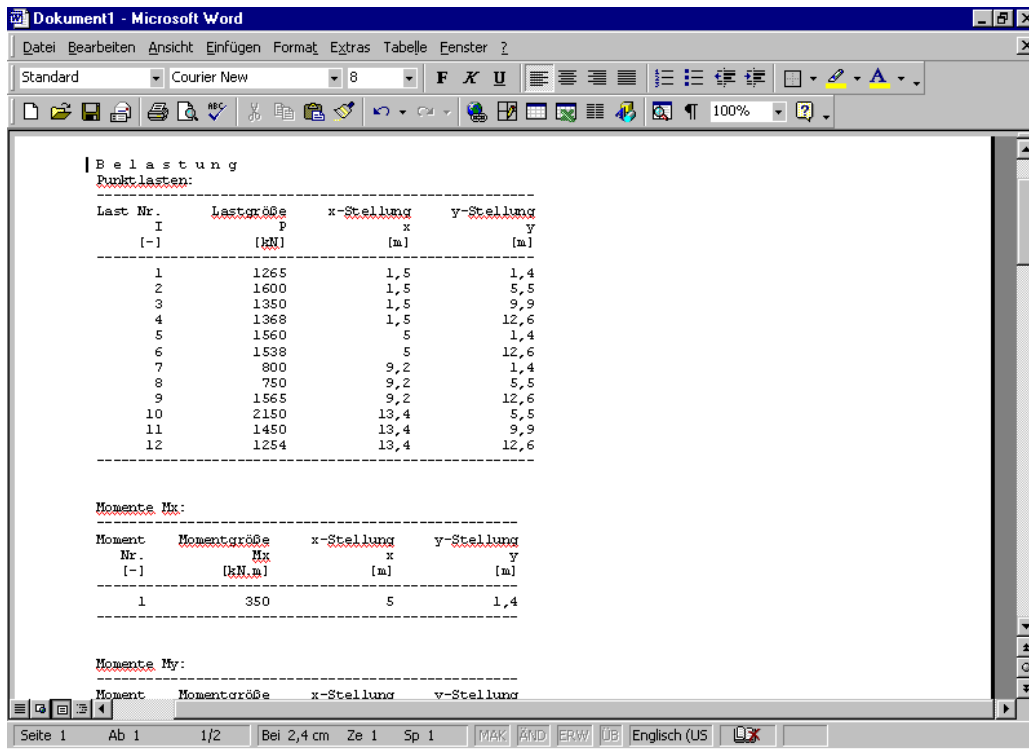 Dokument1 - Microsoft Word
Datei Bearbeiten Ansicht Einfügen Format Extras Tabelle Fenster ?
Standard Courier New 8 F K U A
ABC 100%
B e l a s t u n g
Punktlasten:
-----------------------------------------------------
Last Nr. Lastgröße x-Stellung y-Stellung
I P x y
[-] [kN] [m] [m]
-----------------------------------------------------
1 1265 1,5 1,4
2 1600 1,5 5,5
3 1350 1,5 9,9
4 1368 1,5 12,6
5 1560 5 1,4
6 1538 5 12,6
7 800 9,2 1,4
8 750 9,2 5,5
9 1565 9,2 12,6
10 2150 13,4 5,5
11 1450 13,4 9,9
12 1254 13,4 12,6
-----------------------------------------------------
Momente Mx:
---------------------------------------------------
Moment Momentgröße x-Stellung y-Stellung
Nr. Mx x y
[-] [kN.m] [m] [m]
---------------------------------------------------
1 350 5 1,4
---------------------------------------------------
Momente My:
---------------------------------------------------
Moment Momentgröße x-Stellung y-Stellung
Seite 1 Ab 1 1/2 Bei 2,4 cm Ze 1 Sp 1 MAK ÄND ERW ÜB Englisch (US